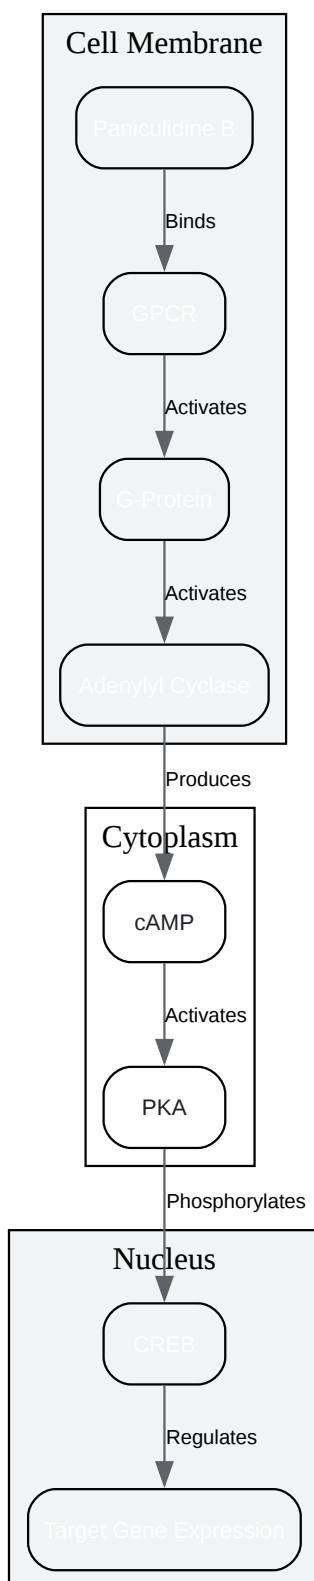 Cell Membrane
Paniculidine B
Binds
GPCR
Activates
G-Protein
Activates
Adenylyl Cyclase
Produces
Cytoplasm
cAMP
Activates
PKA
Phosphorylates
Nucleus
CREB
Regulates
Target Gene Expression